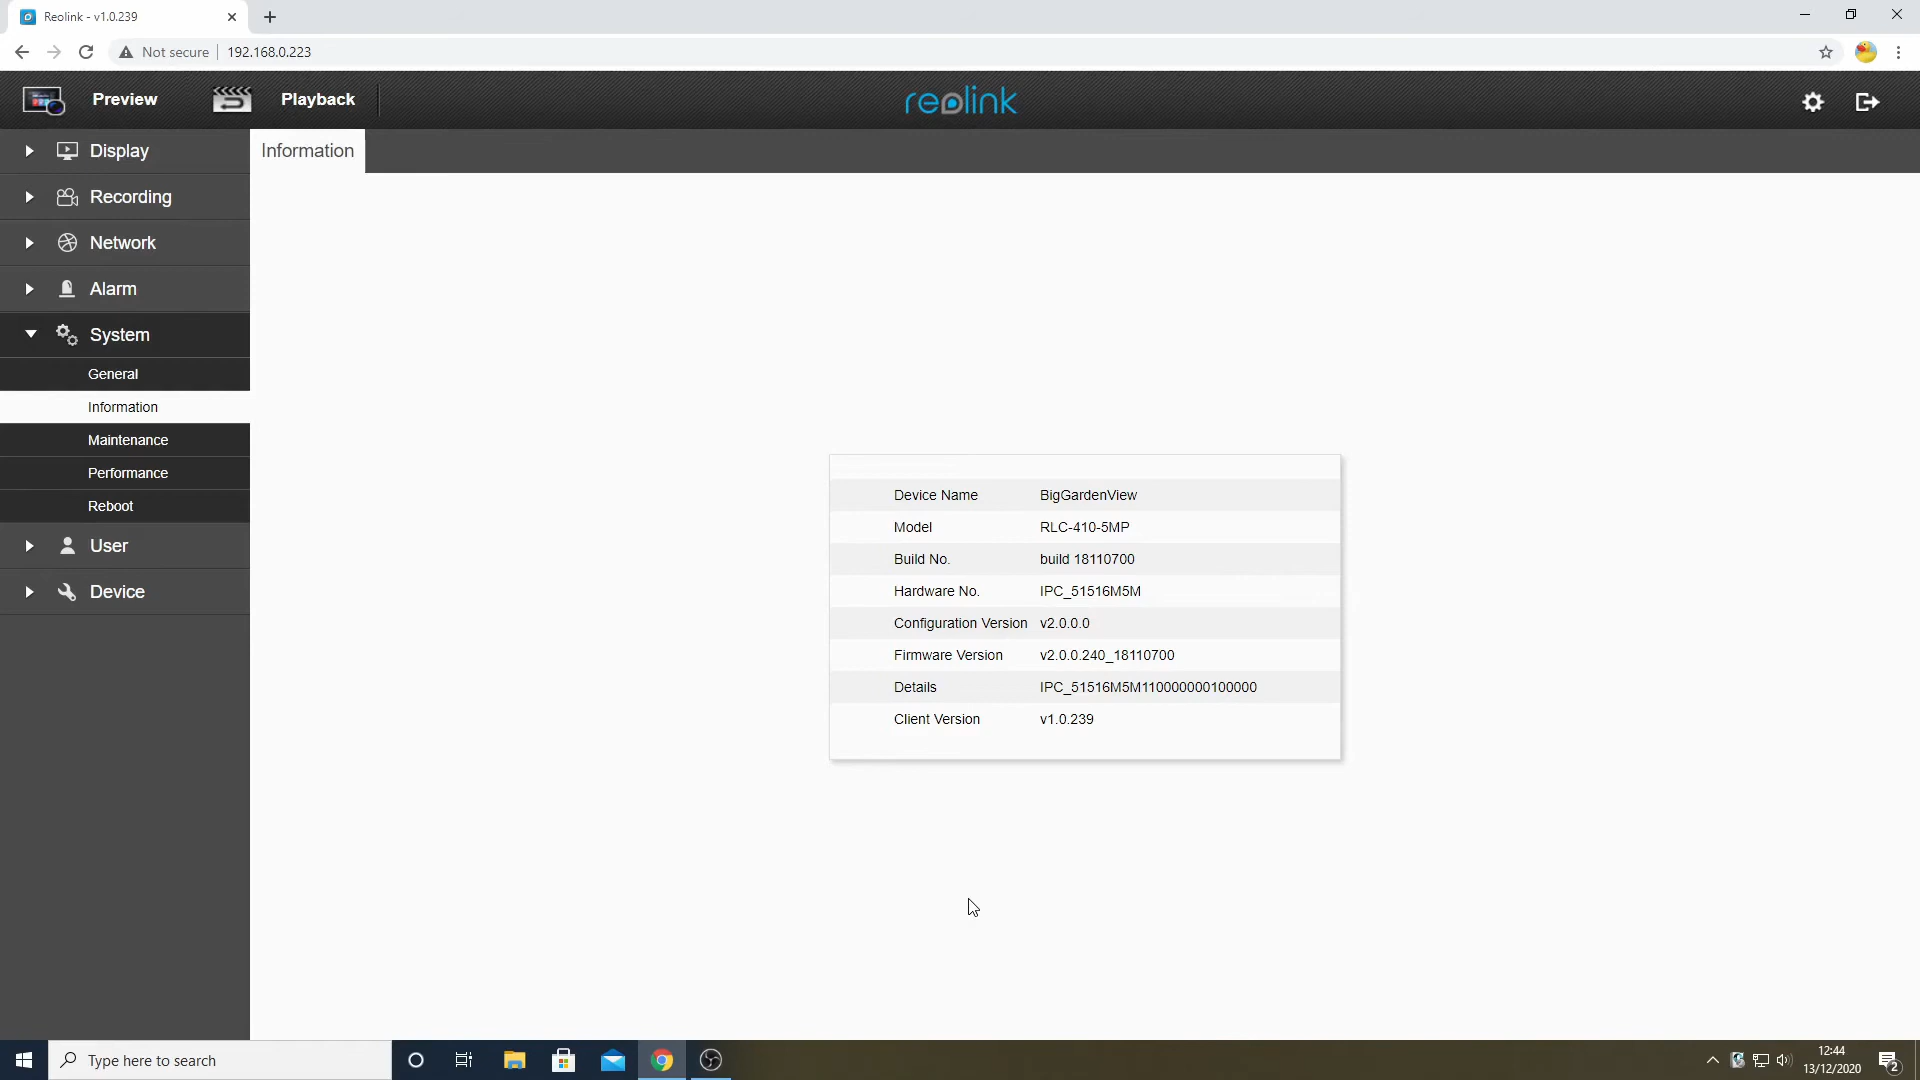 Reolink - v1.0.239
Not secure
192.168.0.223
Preview
Playback
reolink
Display
Recording
Network
Alarm
System
General
Information
Maintenance
Performance
Reboot
User
Device
Information
Device Name BigGardenView
Model RLC-410-5MP
Build No. build 18110700
Hardware No. IPC_51516M5M
Configuration Version v2.0.0.0
Firmware Version v2.0.0.240_18110700
Details IPC_51516M5M110000000100000
Client Version v1.0.239
Type here to search
12:44
13/12/2020
2